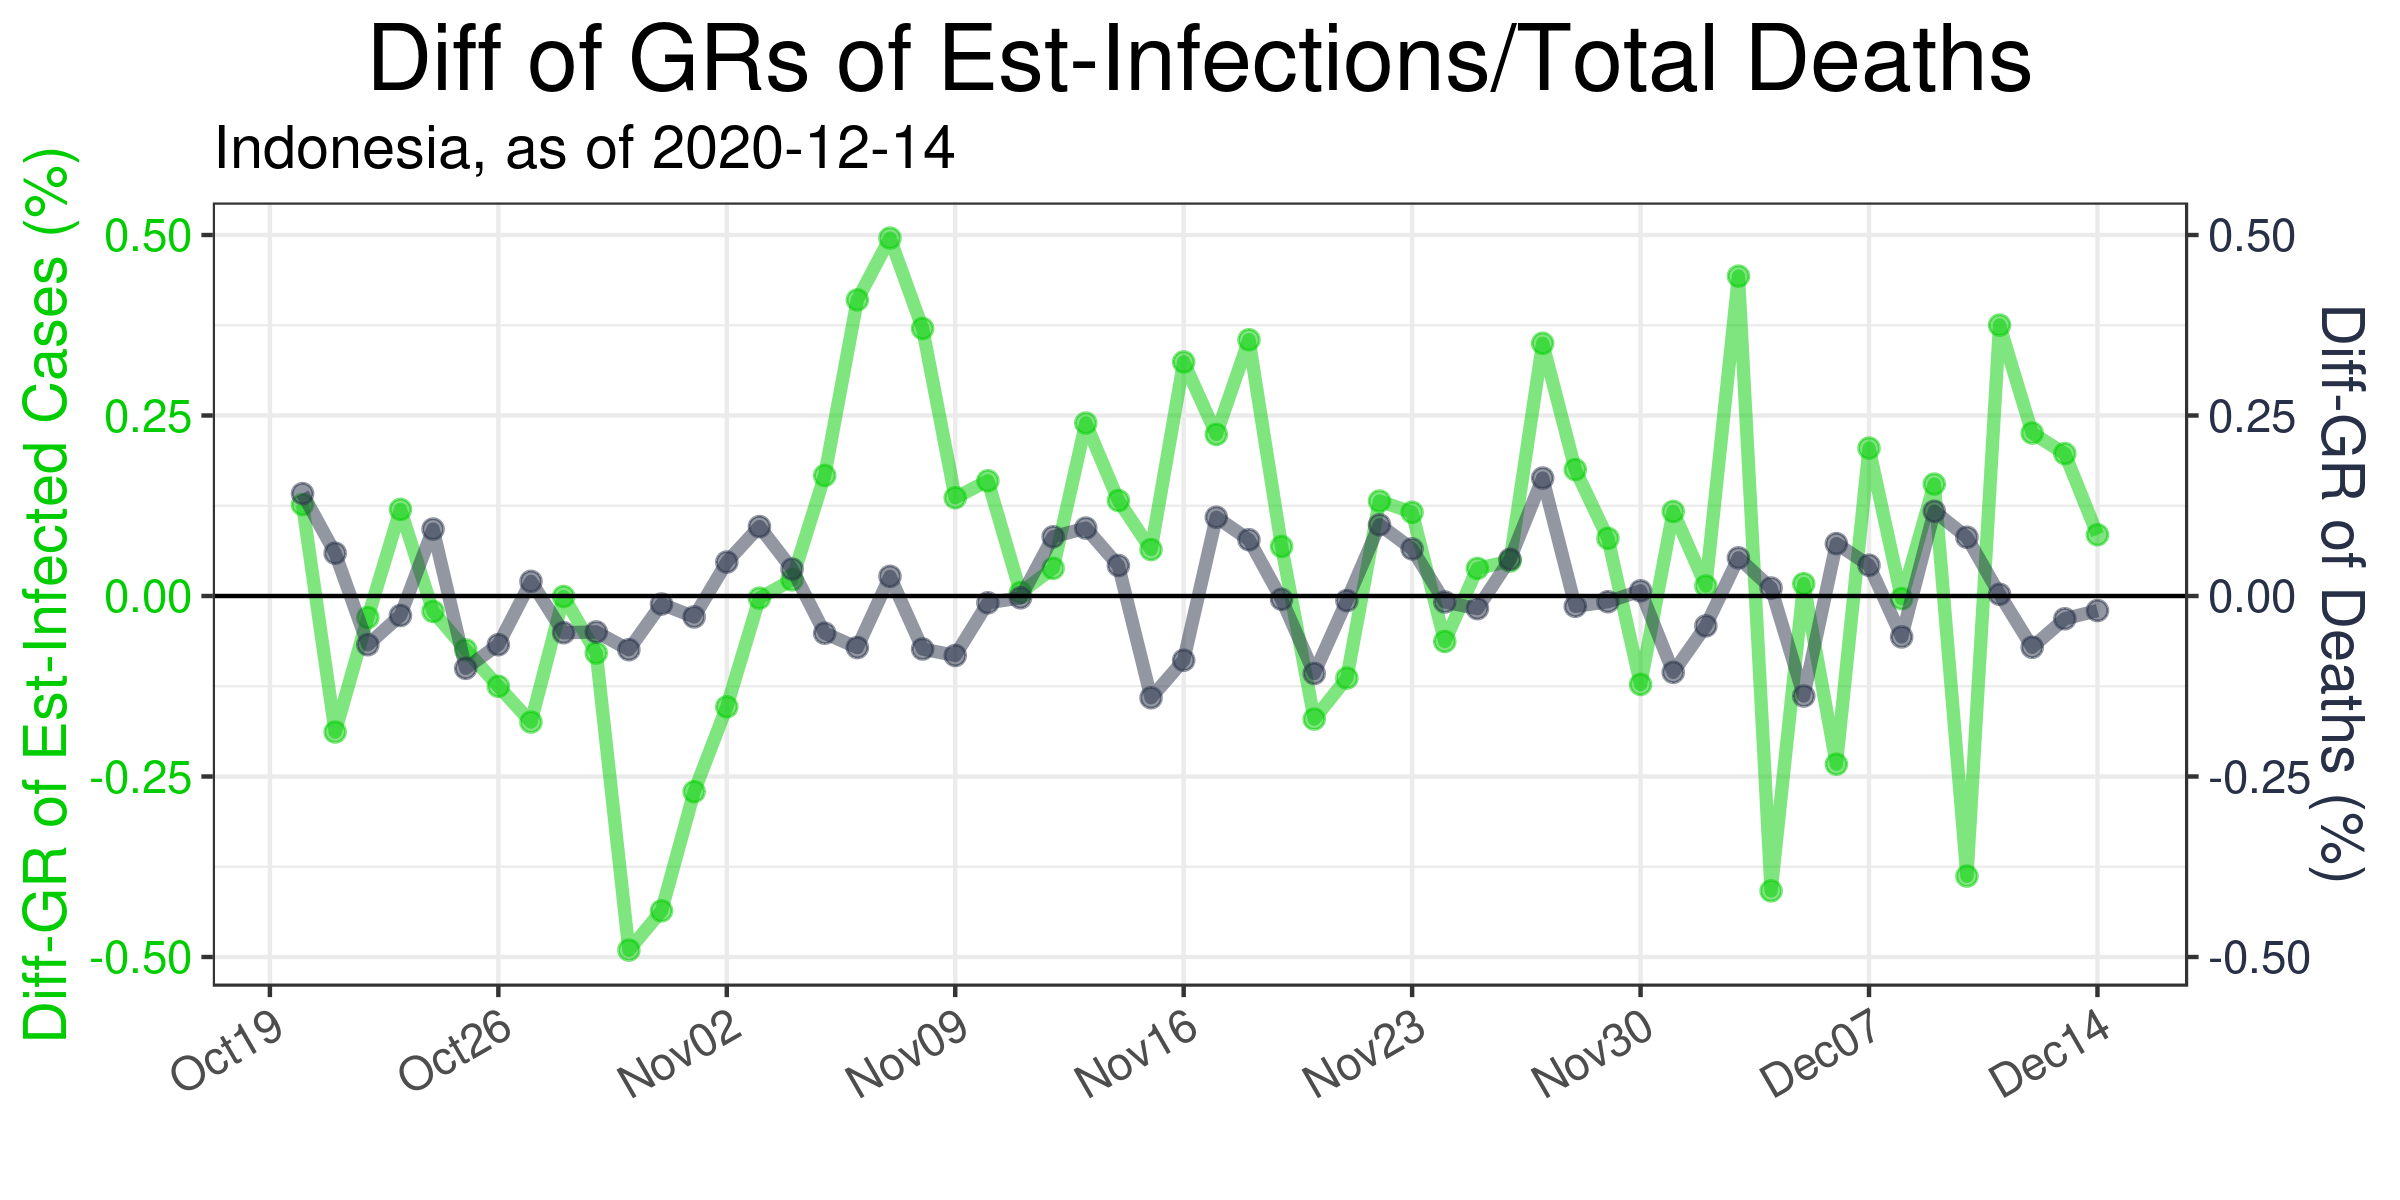 Diff of GRs of Est-Infections/Total Deaths
Indonesia, as of 2020-12-14
Diff-GR of Est-Infected Cases (%)
0.50
0.25
0.00
-0.25
-0.50
0.50
0.25
0.00
-0.25
-0.50
Diff-GR of Deaths (%)
Oct19
Oct26
Nov02
Nov09
Nov16
Nov23
Nov30
Dec07
Dec14